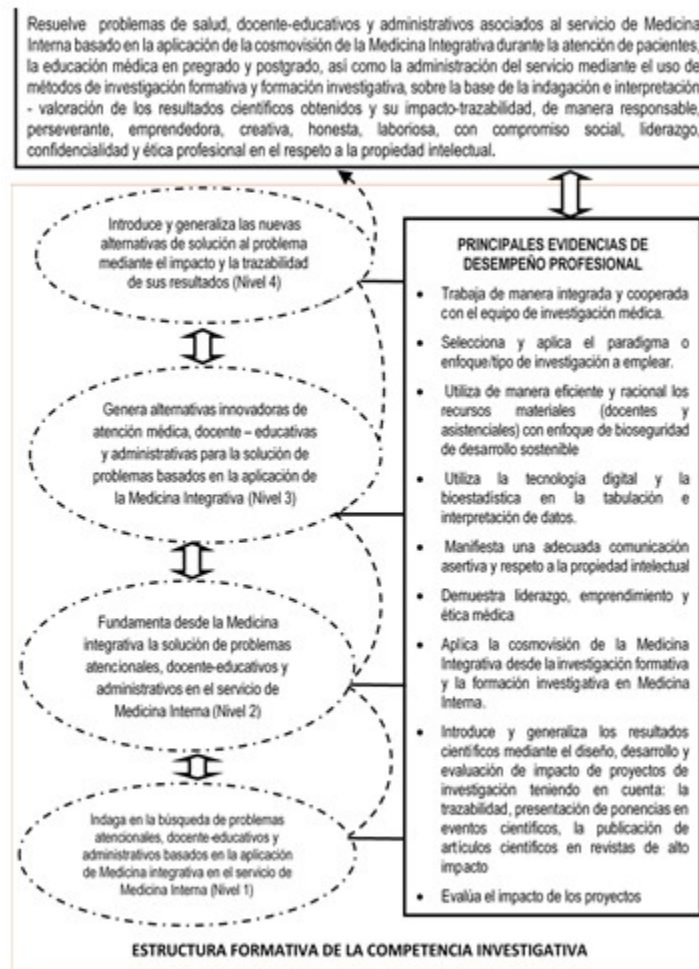 Resuelve problemas de salud, docente-educativos y administrativos asociados al servicio de Medicina
Interna basado en la aplicación de la cosmovisión de la Medicina Integrativa durante la atención de pacientes,
la educación médica en pregrado y postgrado, así como la administración del servicio mediante el uso de
métodos de investigación formativa y formación investigativa, sobre la base de la indagación e interpretación
- valoración de los resultados científicos obtenidos y su impacto-trazabilidad, de manera responsable,
perseverante, emprendedora, creativa, honesta, laboriosa, con compromiso social, liderazgo,
confidencialidad y ética profesional en el respeto a la propiedad intelectual.
Introduce y generaliza las nuevas
alternativas de solución al problema
mediante el impacto y la trazabilidad
de sus resultados (Nivel 4)
Genera alternativas innovadoras de
atención médica, docente – educativas
y administrativas para la solución de
problemas basados en la aplicación de
la Medicina Integrativa (Nivel 3)
Fundamenta desde la Medicina
integrativa la solución de problemas
atencionales, docente-educativos y
administrativos en el servicio de
Medicina Interna (Nivel 2)
Indaga en la búsqueda de problemas
atencionales, docente-educativos y
administrativos basados en la aplicación
de Medicina integrativa en el servicio de
Medicina Interna (Nivel 1)
PRINCIPALES EVIDENCIAS DE
DESEMPEÑO PROFESIONAL
• Trabaja de manera integrada y cooperada
con el equipo de investigación médica.
• Selecciona y aplica el paradigma o
enfoque/tipo de investigación a emplear.
• Utiliza de manera eficiente y racional los
recursos materiales (docentes y
asistenciales) con enfoque de bioseguridad
de desarrollo sostenible
• Utiliza la tecnología digital y la
bioestadística en la tabulación e
interpretación de datos.
• Manifiesta una adecuada comunicación
asertiva y respeto a la propiedad intelectual
• Demuestra liderazgo, emprendimiento y
ética médica
• Aplica la cosmovisión de la Medicina
Integrativa desde la investigación formativa
y la formación investigativa en Medicina
Interna.
• Introduce y generaliza los resultados
científicos mediante el diseño, desarrollo y
evaluación de impacto de proyectos de
investigación teniendo en cuenta: la
trazabilidad, presentación de ponencias en
eventos científicos, la publicación de
artículos científicos en revistas de alto
impacto
• Evalúa el impacto de los proyectos
ESTRUCTURA FORMATIVA DE LA COMPETENCIA INVESTIGATIVA